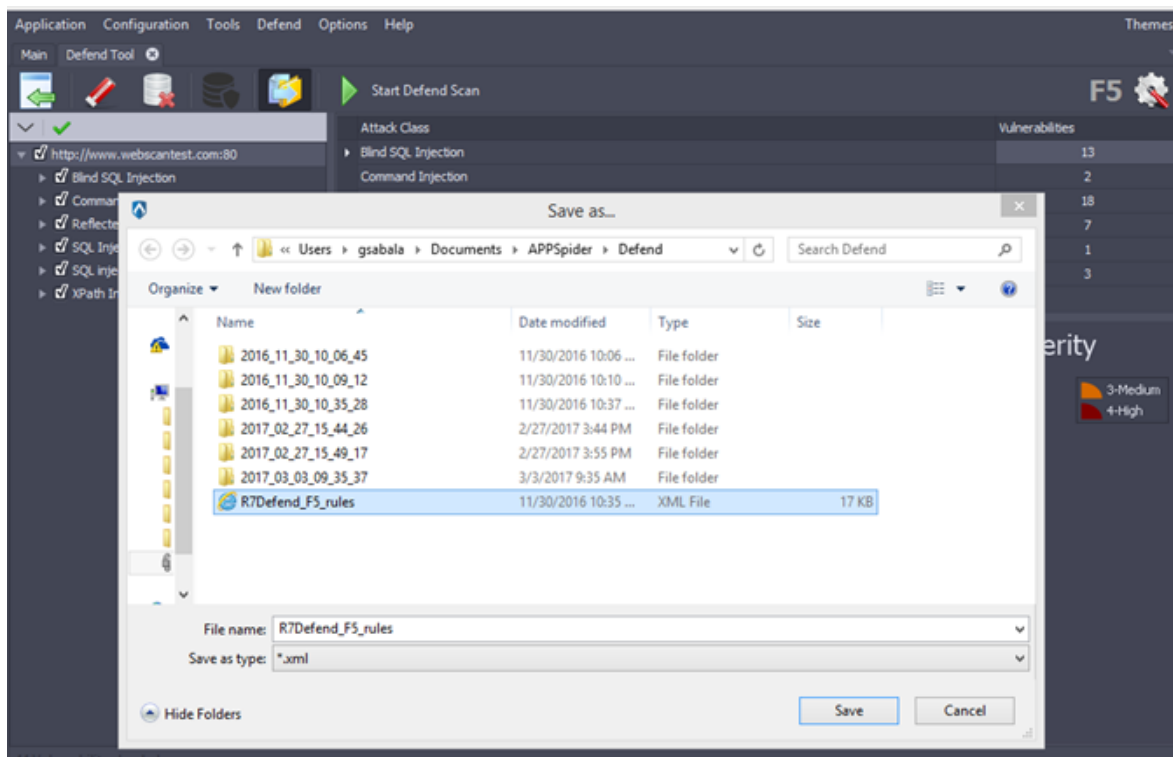 Application Configuration Tools Defend Options Help Themes
Main Defend Tool
Start Defend Scan F5
Attack Class Vulnerabilities
http://www.webscantest.com:80
Blind SQL Injection 13
Blind SQL Injection
Command Injection 2
Comman
18
Reflecte
7
SQL Inje
1
SQL inje
3
XPath In
Save as...
« Users Documents APPSpider Defend
gsabala
Search Defend
Organize New folder
Name Date modified Type Size
2016_11_30_10_06_45 11/30/2016 10:06 ... File folder
2016_11_30_10_09_12 11/30/2016 10:10 ... File folder
2016_11_30_10_35_28 11/30/2016 10:37 ... File folder
2017_02_27_15_44_26 2/27/2017 3:44 PM File folder
2017_02_27_15_49_17 2/27/2017 3:55 PM File folder
2017_03_03_09_35_37 3/3/2017 9:35 AM File folder
R7Defend_F5_rules 11/30/2016 10:35 ... XML File 17 KB
erity
3-Medium
4-High
File name: R7Defend_F5_rules
Save as type: *.xml
Hide Folders Save Cancel